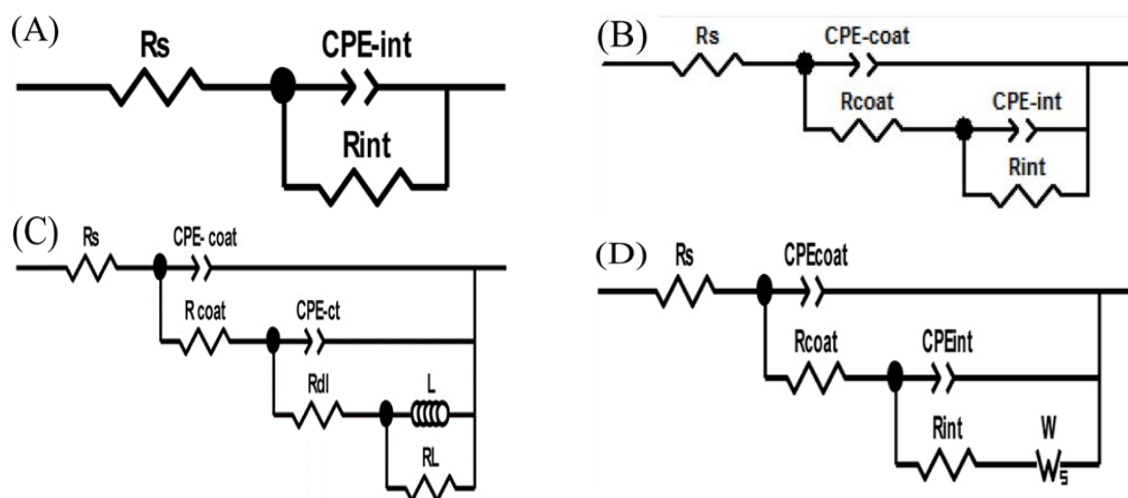 (A)
Rs
CPE-int
Rint
(B)
Rs
CPE-coat
Rcoat
CPE-int
Rint
(C)
Rs
CPE- coat
R coat
CPE-ct
Rdl
L
RL
(D)
Rs
CPEcoat
Rcoat
CPEint
Rint
W
s